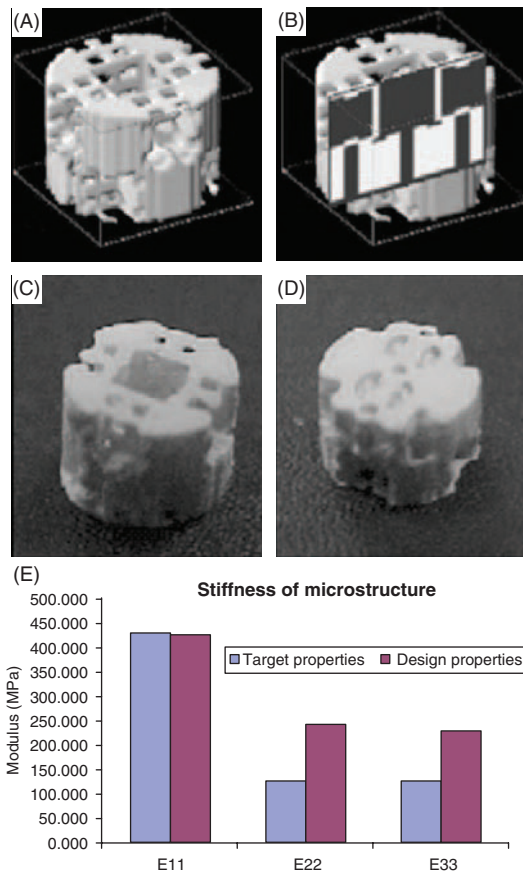 (A)
(B)
(C)
(D)
(E)
Stiffness of microstructure
500.000
450.000
400.000
350.000
300.000
250.000
200.000
150.000
100.000
50.000
0.000
Modulus (MPa)
Target properties Design properties
E11 E22 E33